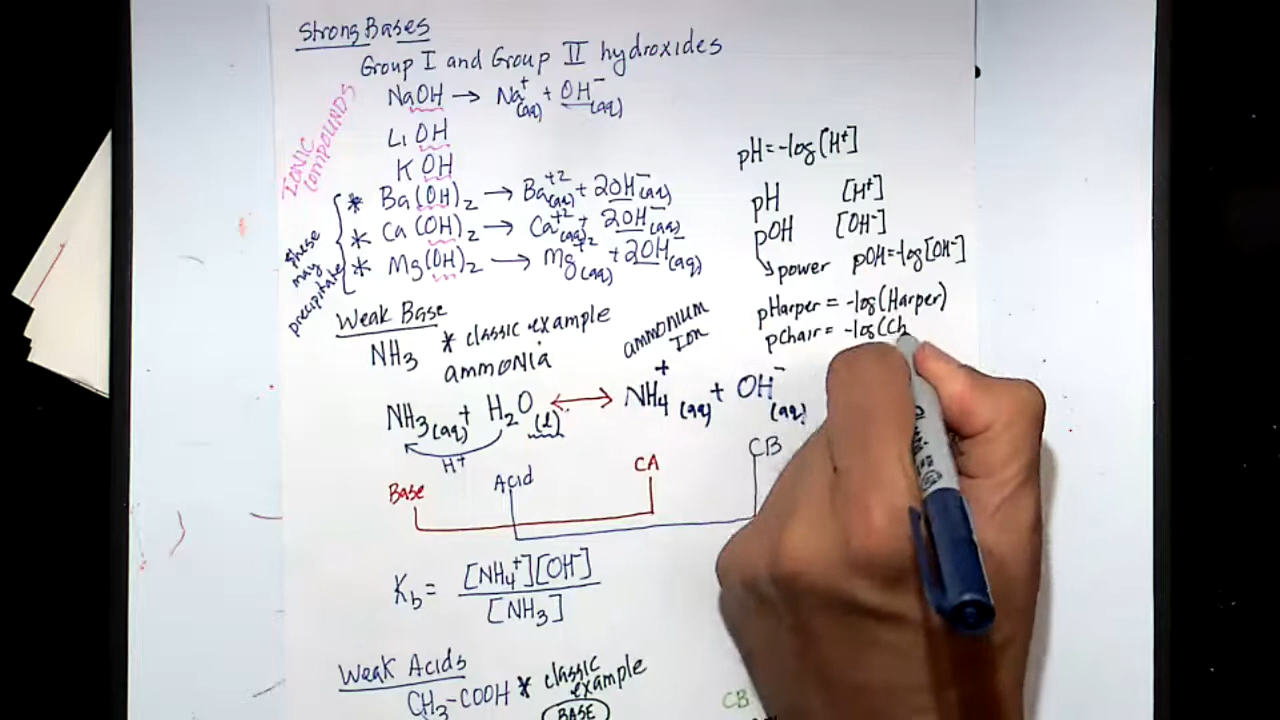 Strong Bases
Group I and Group II hydroxides
NaOH → Na⁺(aq) + OH⁻(aq)
LiOH
KOH
IONIC COMPOUNDS
* Ba(OH)₂ → Ba⁺²(aq) + 2OH⁻(aq)
* Ca(OH)₂ → Ca⁺²(aq) + 2OH⁻(aq)
* Mg(OH)₂ → Mg⁺²(aq) + 2OH⁻(aq)
these may precipitate
pH = -log[H⁺]
pH [H⁺]
pOH [OH⁻]
power pOH = -log[OH⁻]
pHarper = -log(Harper)
pChair = -log(Ch
Weak Base
NH₃ * classic example
ammonia
ammonium Ion
NH₃(aq) + H₂O(l) ↔ NH₄⁺(aq) + OH⁻(aq)
H⁺
Base Acid CA CB
K_b = [NH₄⁺][OH⁻] / [NH₃]
Weak Acids
CH₃-COOH * classic example
BASE
CB